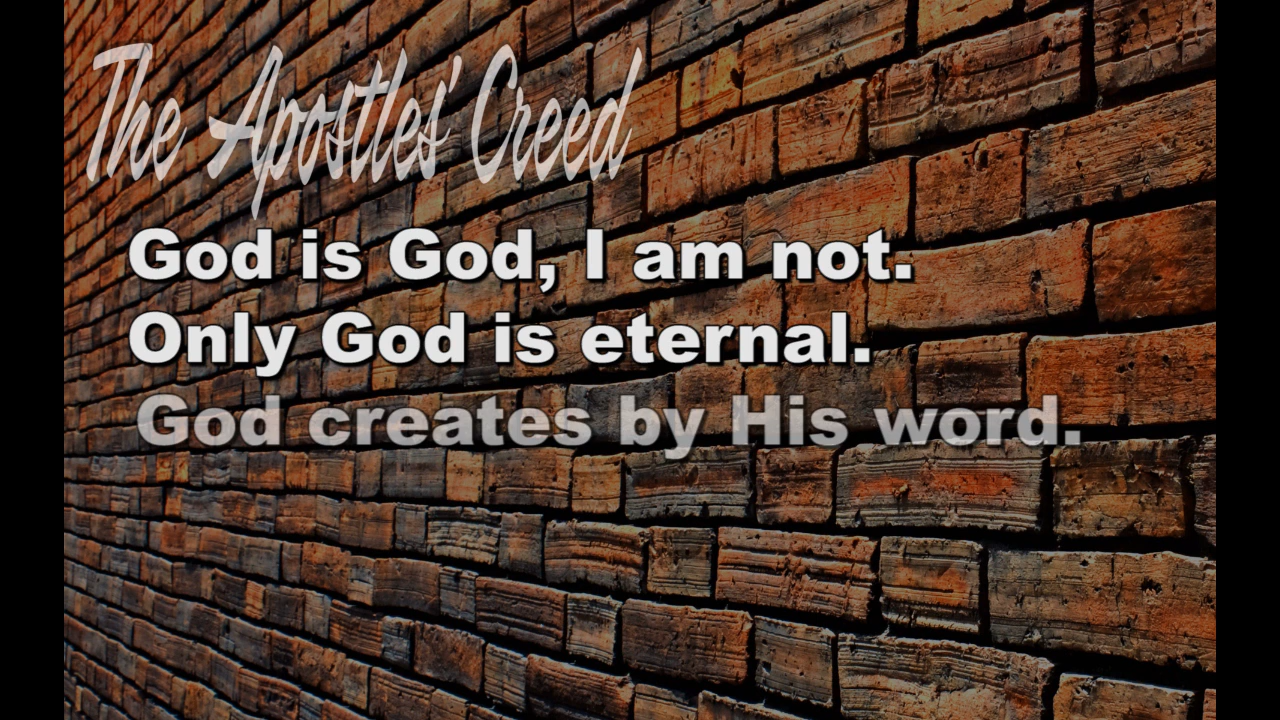 The Apostles' Creed
God is God, I am not.
Only God is eternal.
God creates by His word.